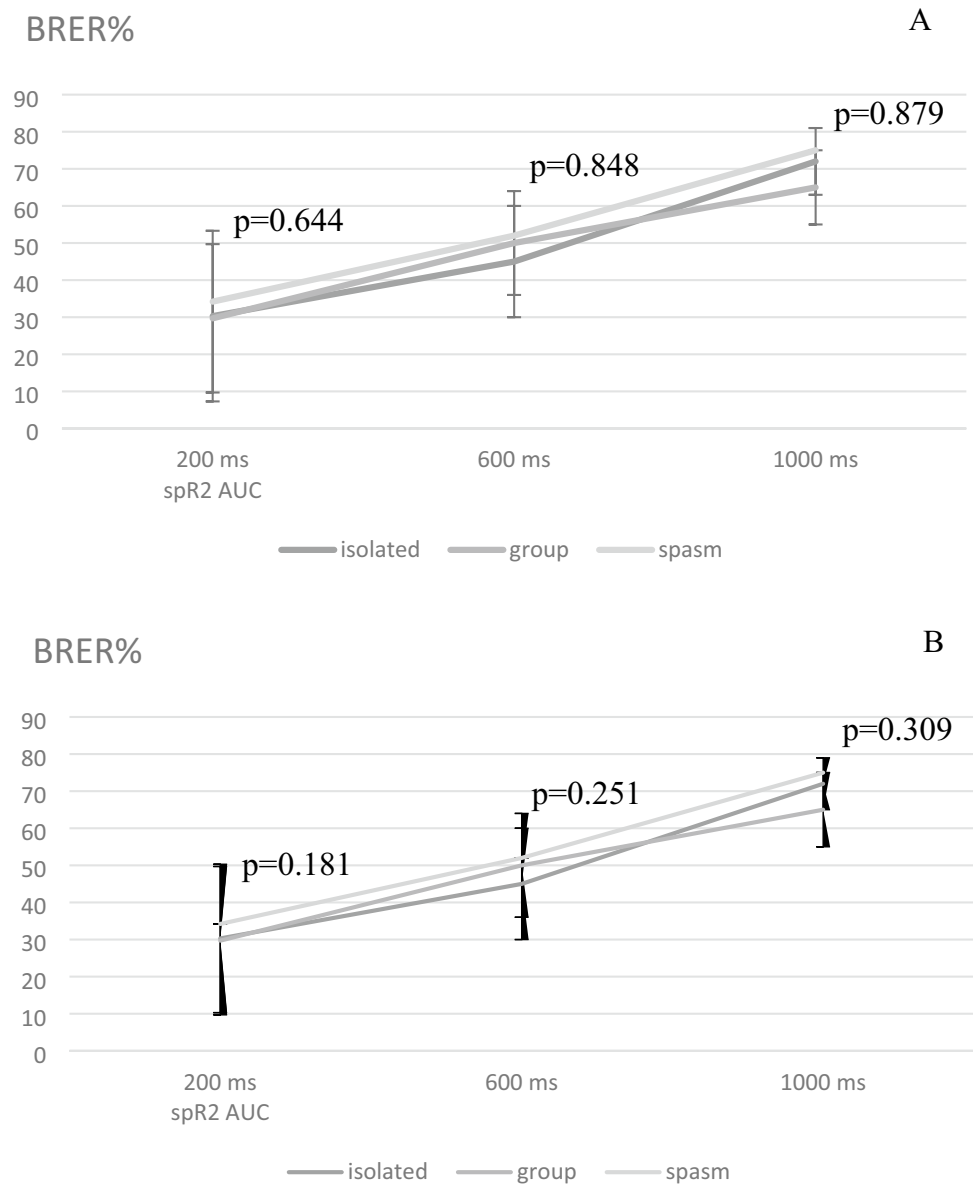 BRER%
A
90
80
70
60
50
40
30
20
10
0
p=0.644
p=0.848
p=0.879
200 ms
spR2 AUC
600 ms
1000 ms
isolated
group
spasm
BRER%
B
90
80
70
60
50
40
30
20
10
0
p=0.181
p=0.251
p=0.309
200 ms
spR2 AUC
600 ms
1000 ms
isolated
group
spasm